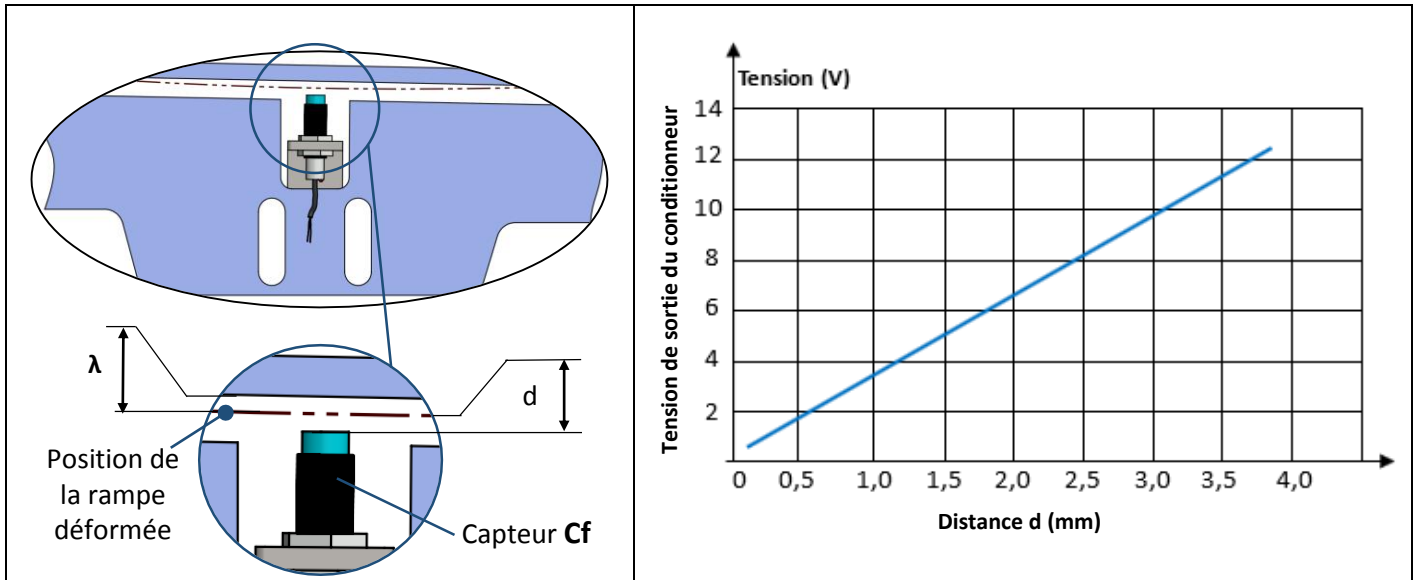 λ
d
Position de
la rampe
déformée
Capteur Cf
Tension (V)
Tension de sortie du conditionneur
14
12
10
8
6
4
2
0 0,5 1,0 1,5 2,0 2,5 3,0 3,5 4,0
Distance d (mm)